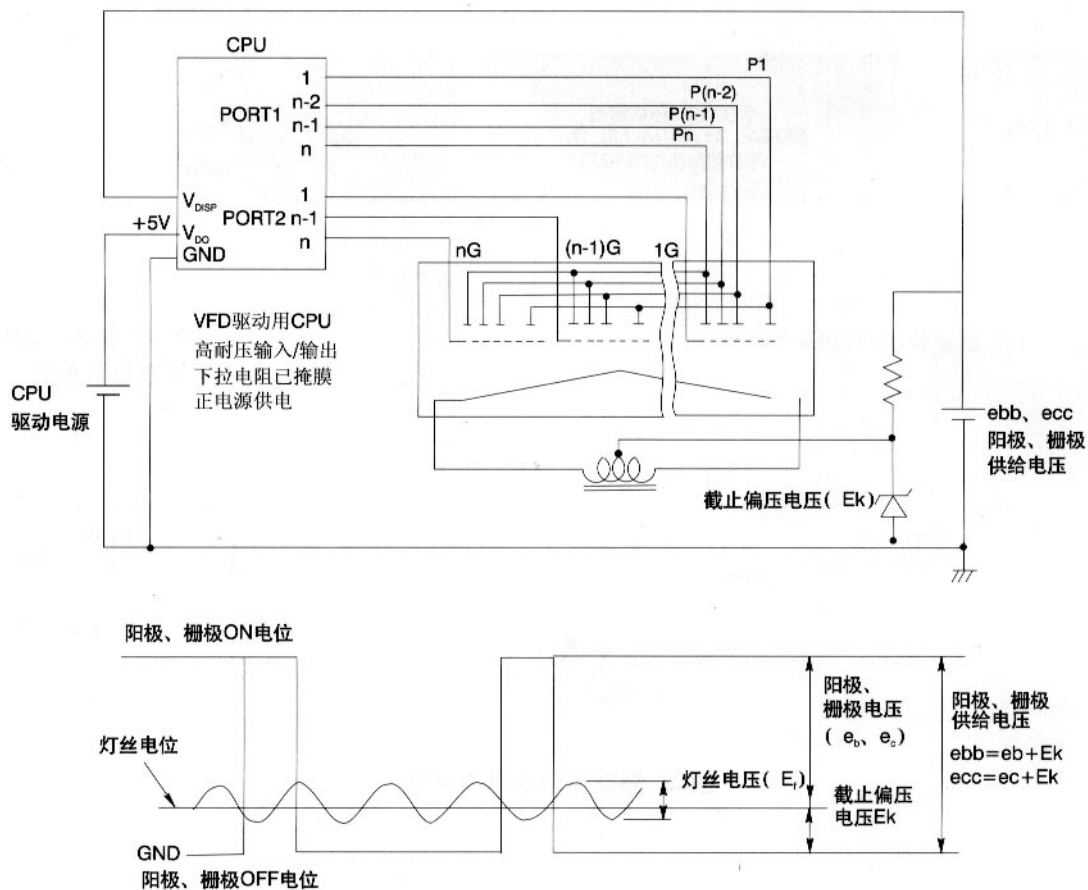 CPU
1
n-2
PORT1
n-1
n
P1
P(n-2)
P(n-1)
Pn
V_DISP
1
+5V
PORT2
n-1
V_DO
n
GND
nG
(n-1)G
1G
VFD驱动用CPU
高耐压输入/输出
下拉电阻已掩膜
正电源供电
CPU
驱动电源
ebb、ecc
阳极、栅极
供给电压
截止偏压电压( Ek)
阳极、栅极ON电位
阳极、
栅极电压
( e_b、e_c)
阳极、栅极
供给电压
ebb=eb+Ek
ecc=ec+Ek
灯丝电位
灯丝电压( E_f)
截止偏压
电压Ek
GND
阳极、栅极OFF电位